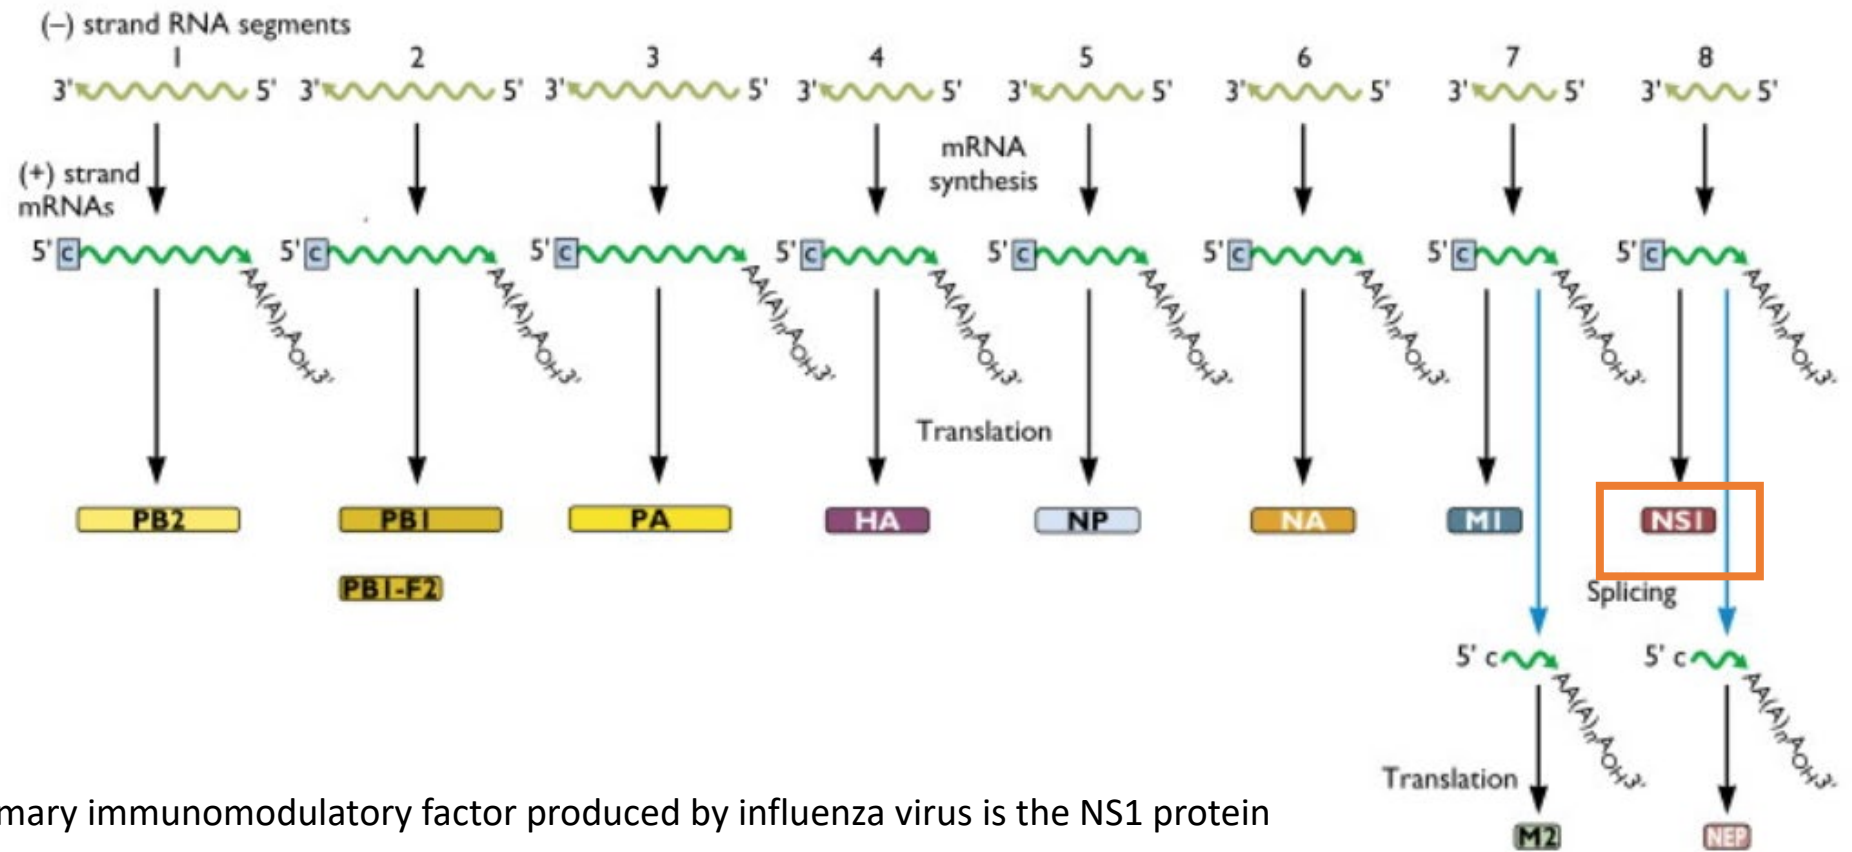 (–) strand RNA segments
1 2 3 4 5 6 7 8
3' 5' 3' 5' 3' 5' 3' 5' 3' 5' 3' 5' 3' 5' 3' 5'
mRNA
synthesis
(+) strand
mRNAs
5' C 5' C 5' C 5' C 5' C 5' C 5' C 5' C
AA(A)nAOH3' AA(A)nAOH3' AA(A)nAOH3' AA(A)nAOH3' AA(A)nAOH3' AA(A)nAOH3' AA(A)nAOH3' AA(A)nAOH3'
Translation
PB2 PB1 PA HA NP NA M1 NS1
PB1-F2
Splicing
5' c 5' c
AA(A)nAOH3' AA(A)nAOH3'
Translation
M2 NEP
immunomodulatory factor produced by influenza virus is the NS1 protein